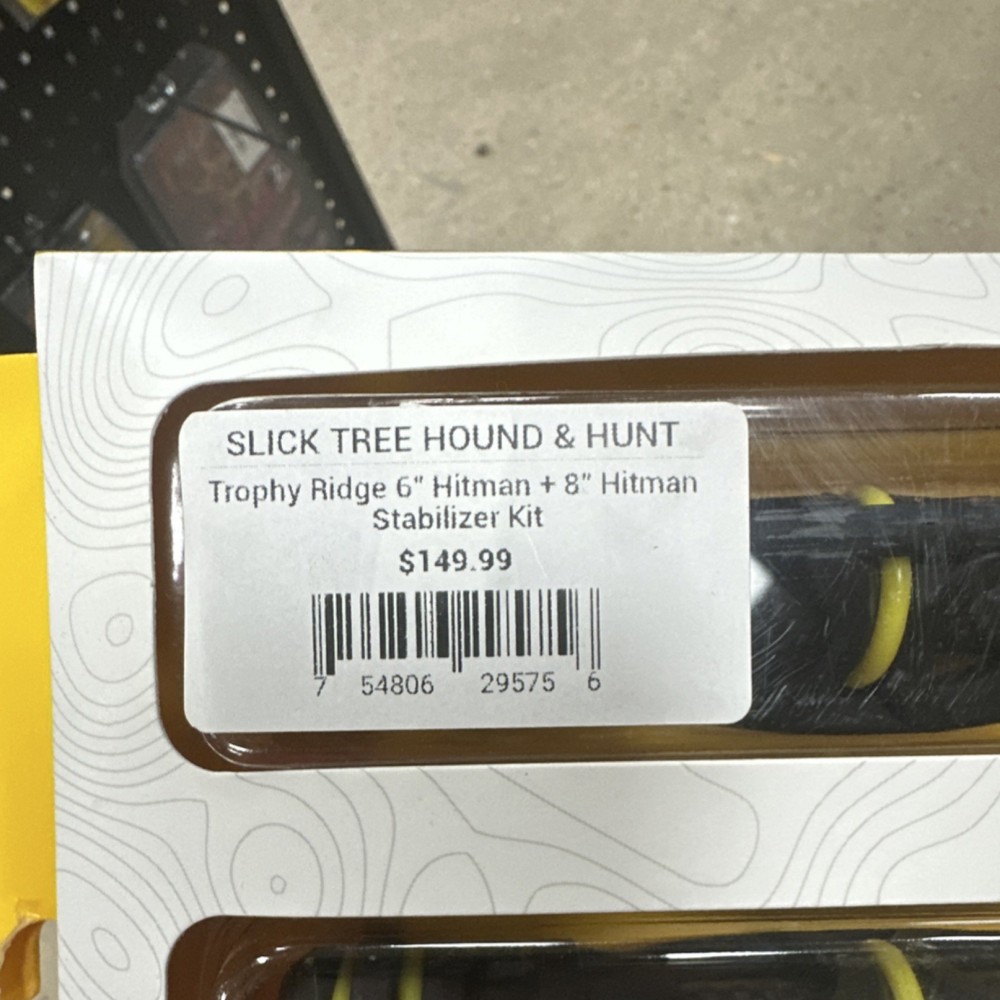 SLICK TREE HOUND & HUNT
Trophy Ridge 6" Hitman + 8" Hitman
Stabilizer Kit
$149.99
7 54806 29575 6